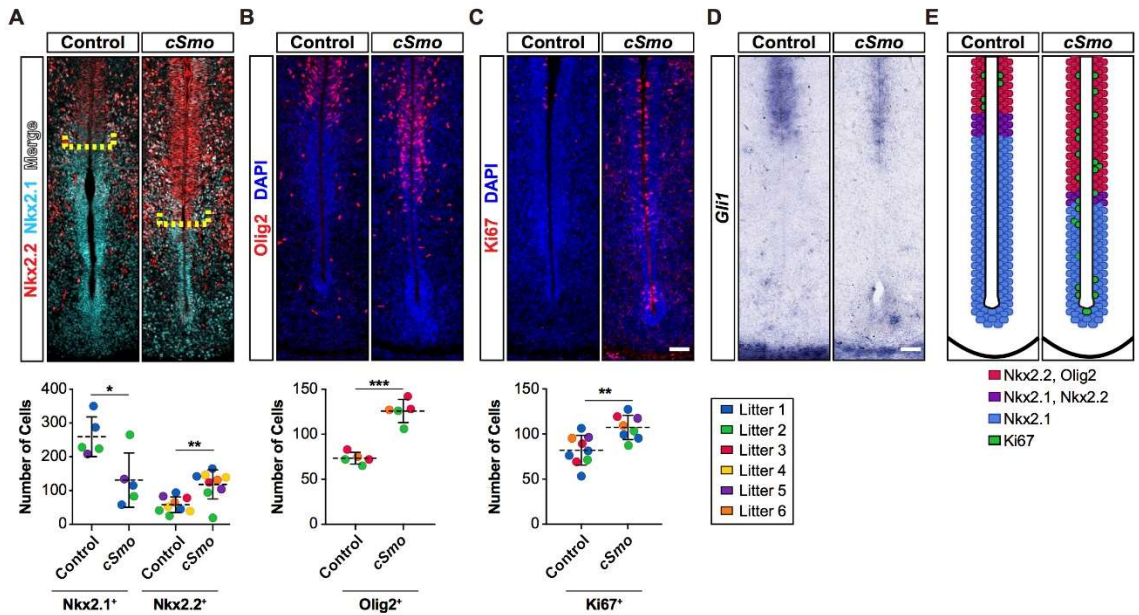 A
B
C
D
E
Control cSmo
Control cSmo
Control cSmo
Control cSmo
Control cSmo
Nkx2.2 Nkx2.1 Merge
Olig2 DAPI
Ki67 DAPI
Gli1
Nkx2.2, Olig2
Nkx2.1, Nkx2.2
Nkx2.1
Ki67
Number of Cells
400
300
200
100
0
*
**
Control
cSmo
Control
cSmo
Nkx2.1+
Nkx2.2+
Number of Cells
150
100
50
0
***
Control
cSmo
Olig2+
Number of Cells
150
100
50
0
**
Control
cSmo
Ki67+
Litter 1
Litter 2
Litter 3
Litter 4
Litter 5
Litter 6